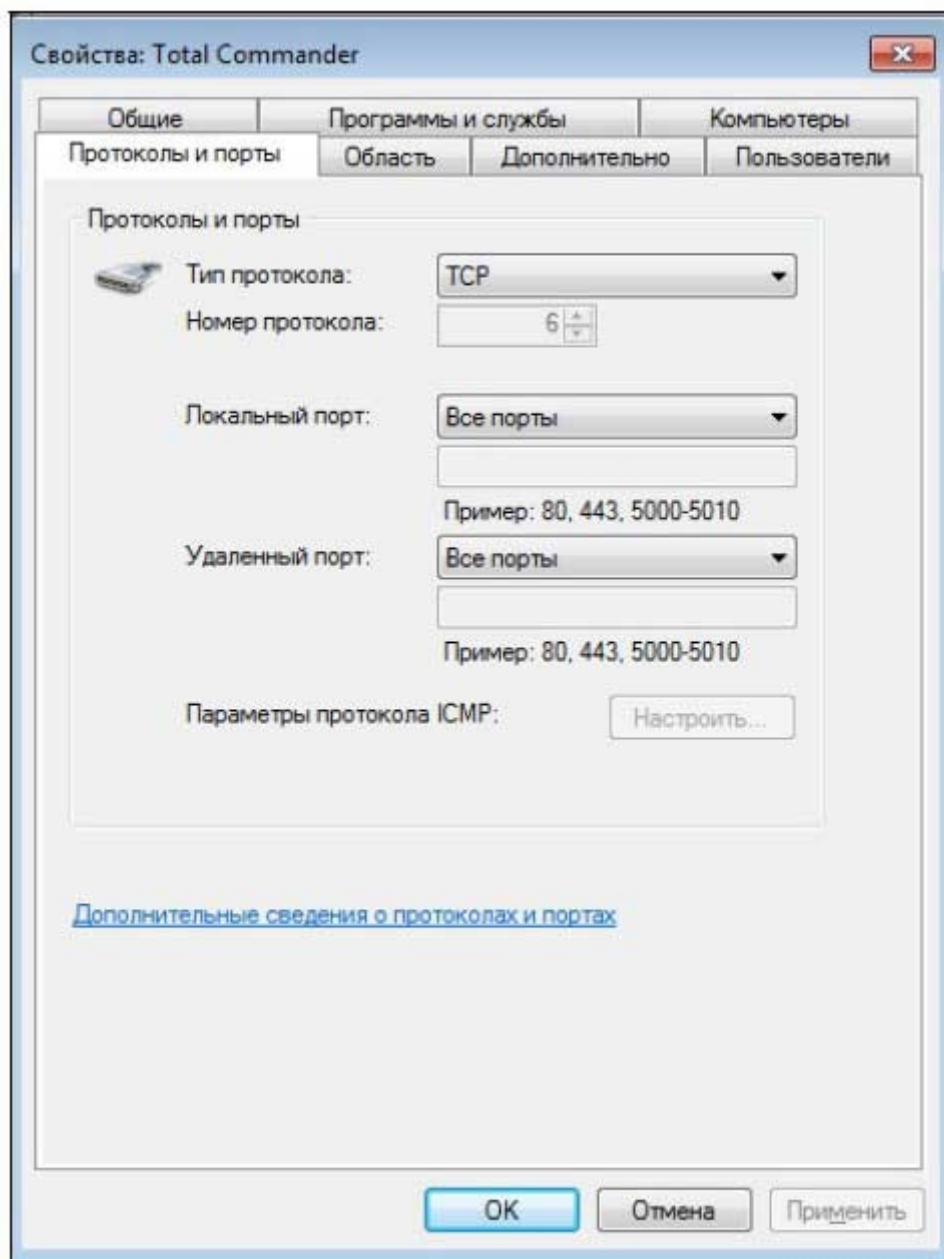 Свойства: Total Commander
Общие Программы и службы Компьютеры
Протоколы и порты Область Дополнительно Пользователи
Протоколы и порты
Тип протокола: TCP
Номер протокола: 6
Локальный порт: Все порты
Пример: 80, 443, 5000-5010
Удаленный порт: Все порты
Пример: 80, 443, 5000-5010
Параметры протокола ICMP: Настроить...
Дополнительные сведения о протоколах и портах
OK Отмена Применить